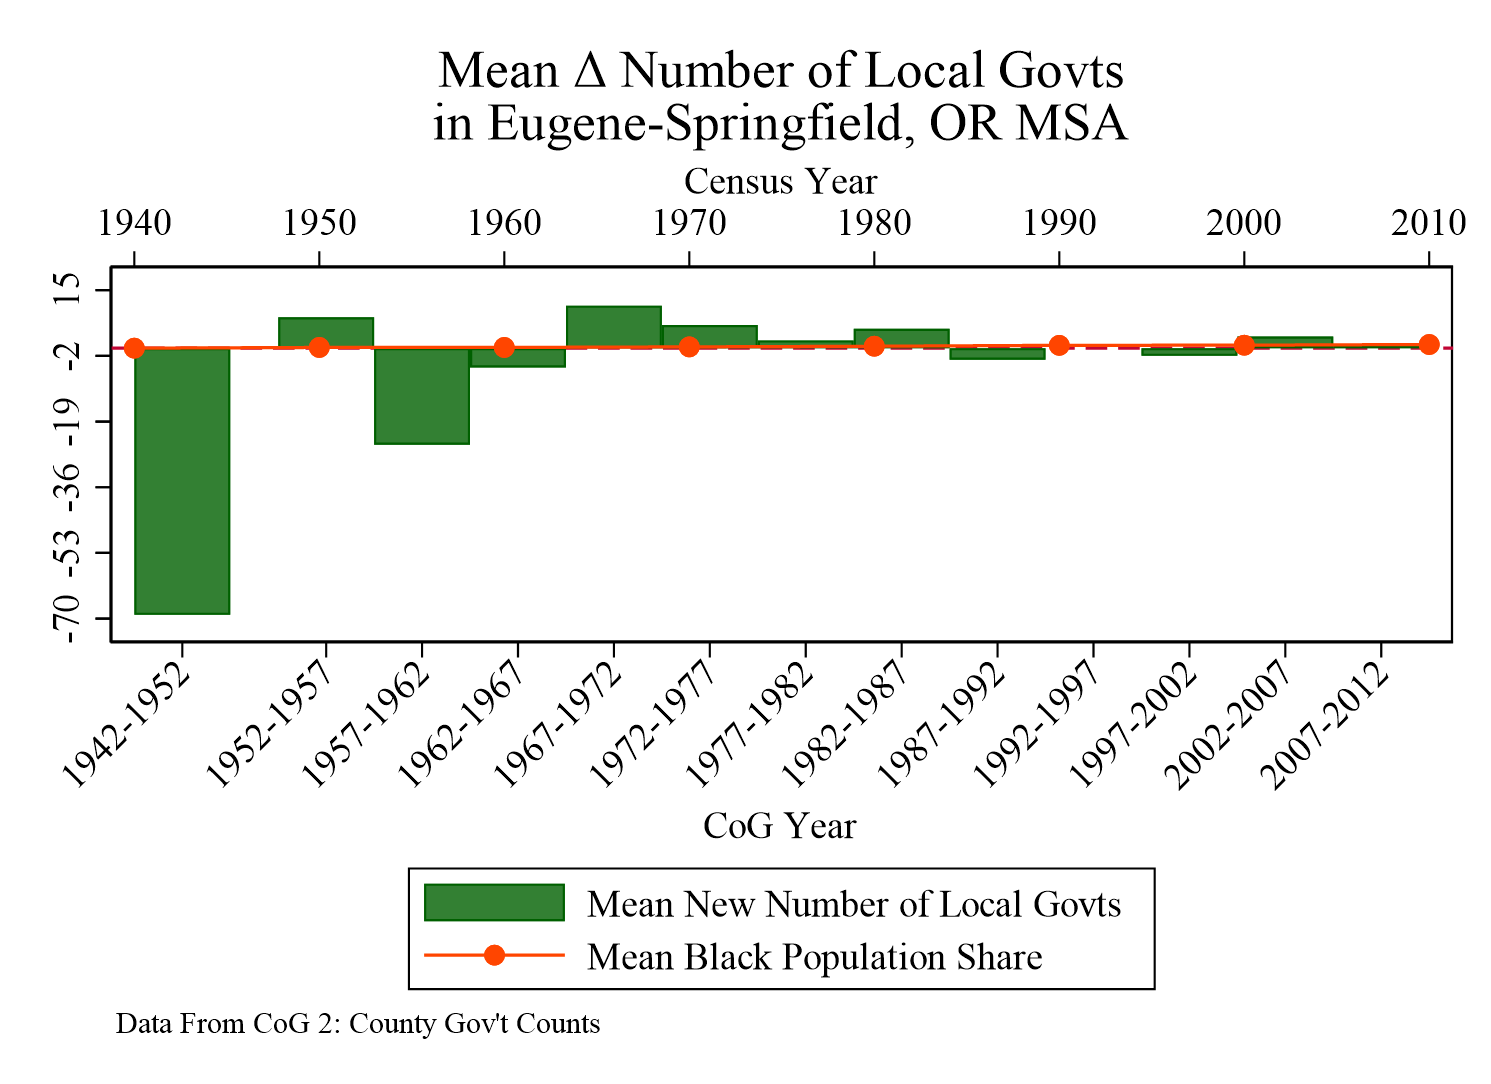 Mean Δ Number of Local Govts
in Eugene-Springfield, OR MSA
Census Year
1940 1950 1960 1970 1980 1990 2000 2010
15
-2
-19
-36
-53
-70
1942-1952 1952-1957 1957-1962 1962-1967 1967-1972 1972-1977 1977-1982 1982-1987 1987-1992 1992-1997 1997-2002 2002-2007 2007-2012
CoG Year
Mean New Number of Local Govts
Mean Black Population Share
Data From CoG 2: County Gov't Counts